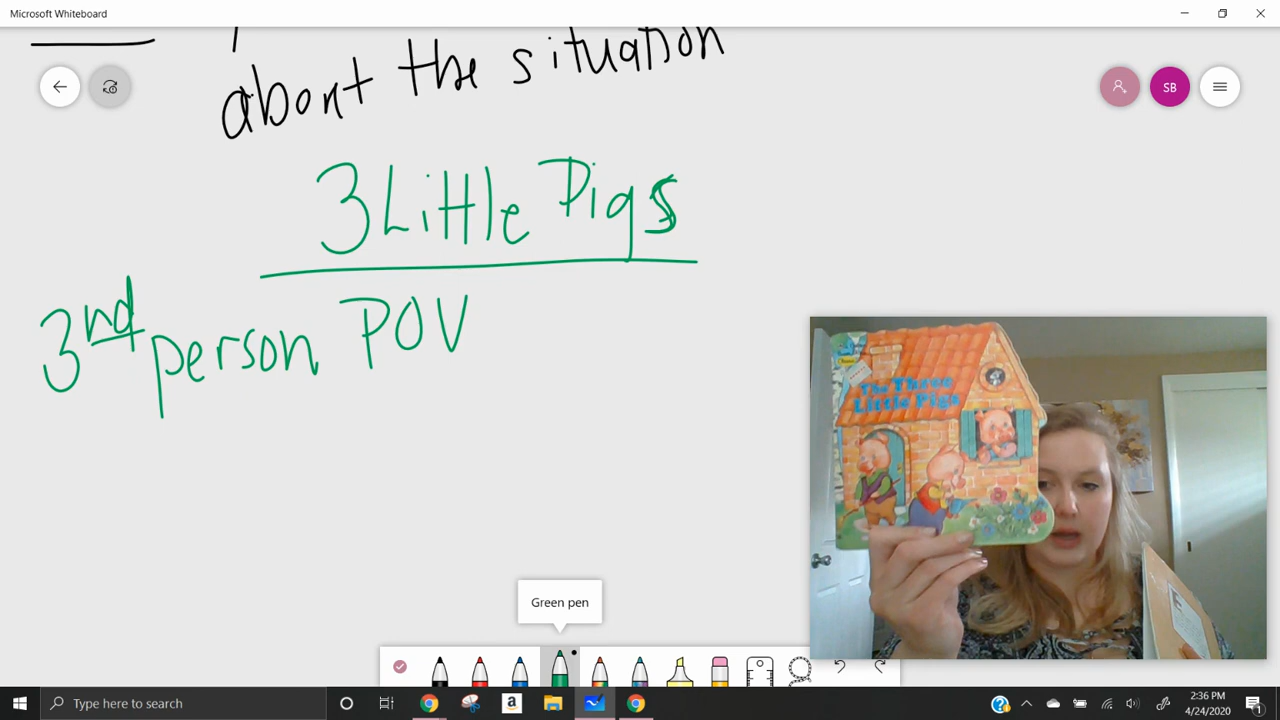 Microsoft Whiteboard
about the situation
SB
3 Little Pigs
3nd person POV
The Three
Little Pigs
Green pen
Type here to search
2:36 PM
4/24/2020